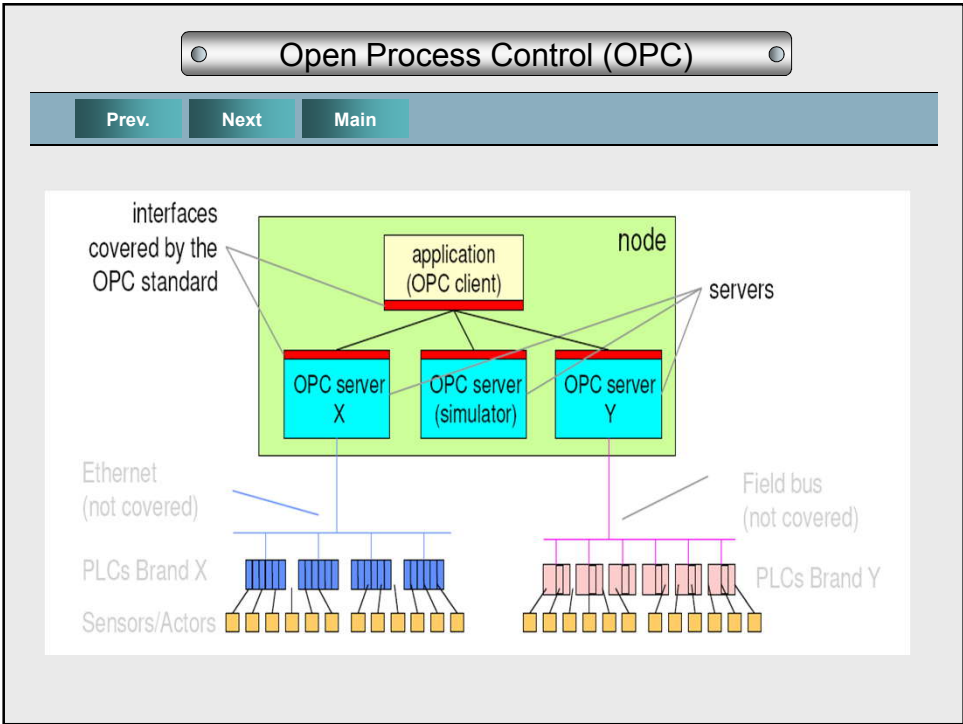 Open Process Control (OPC)
Prev.
Next
Main
interfaces
covered by the
OPC standard
node
application
(OPC client)
servers
OPC server
X
OPC server
(simulator)
OPC server
Y
Ethernet
(not covered)
Field bus
(not covered)
PLCs Brand X
PLCs Brand Y
Sensors/Actors